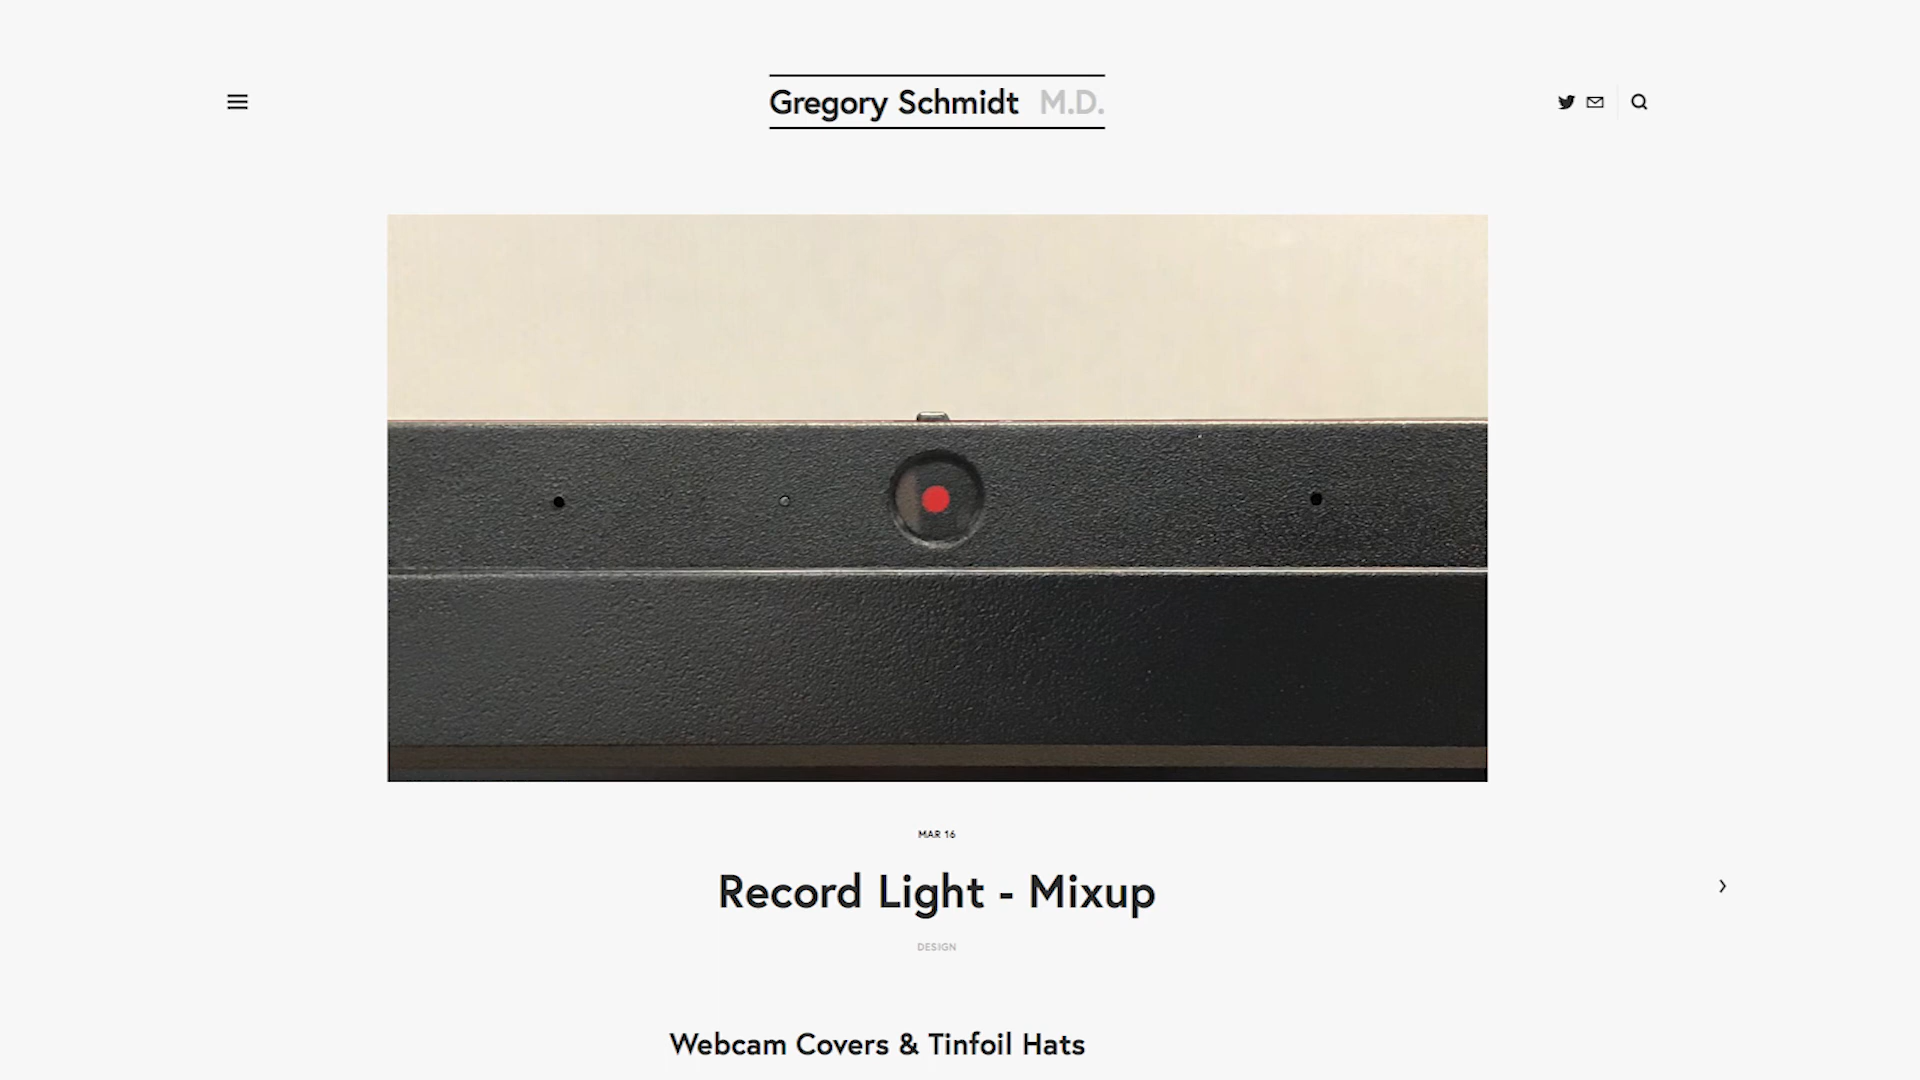 Gregory Schmidt M.D.
MAR 16
Record Light - Mixup
DESIGN
Webcam Covers & Tinfoil Hats